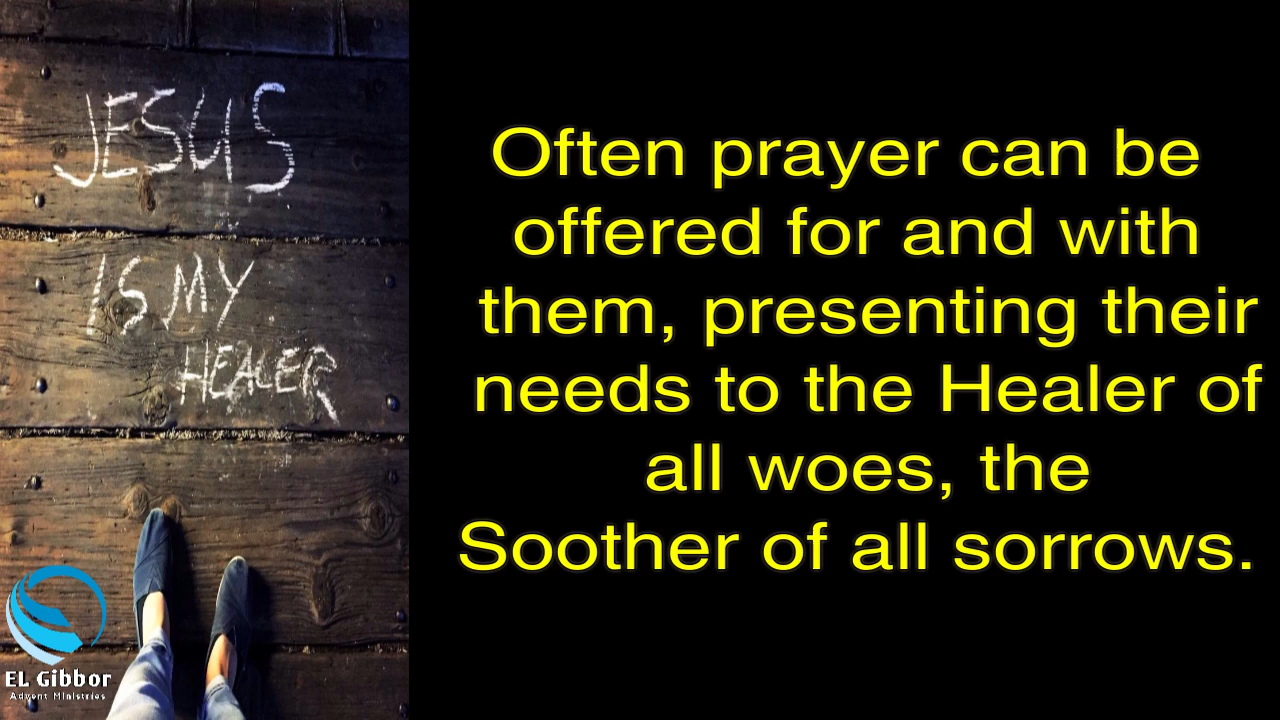 JESUS
IS MY
HEALER
EL Gibbor
Advent Ministries
Often prayer can be
offered for and with
them, presenting their
needs to the Healer of
all woes, the
Soother of all sorrows.